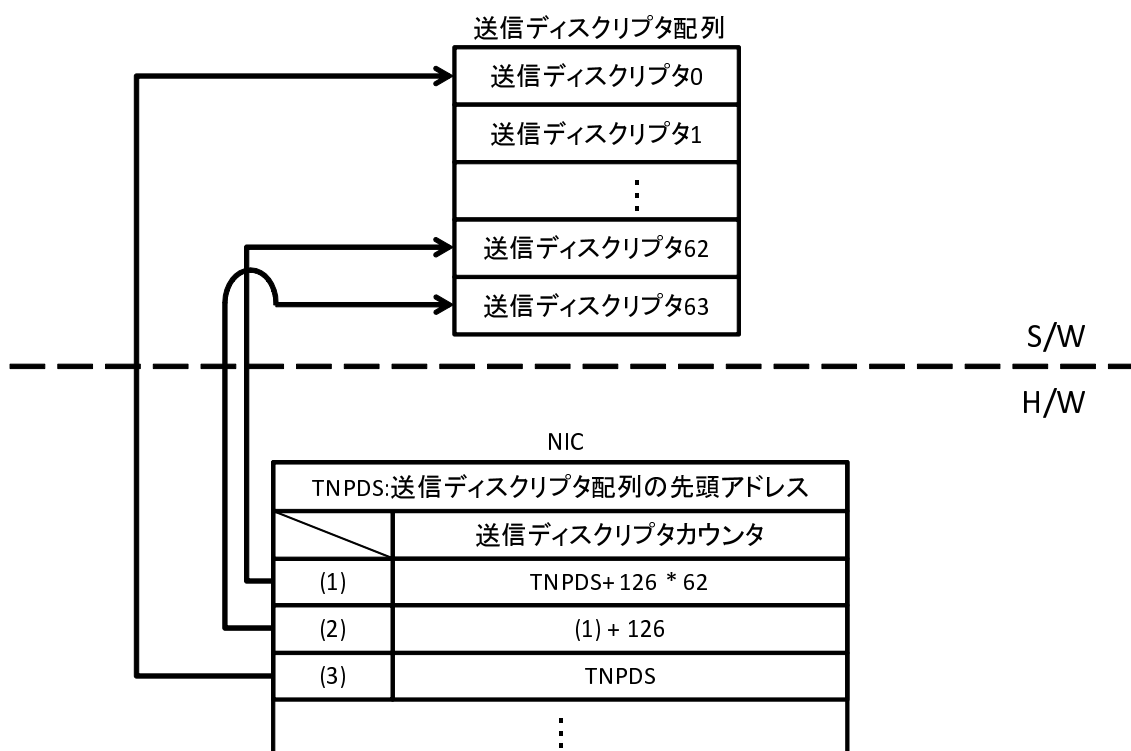 送信ディスクリプタ配列
送信ディスクリプタ0
送信ディスクリプタ1
⋮
送信ディスクリプタ62
送信ディスクリプタ63
S/W
H/W
NIC
TNPDS:送信ディスクリプタ配列の先頭アドレス
送信ディスクリプタカウンタ
(1) TNPDS+ 126 * 62
(2) (1) + 126
(3) TNPDS
⋮